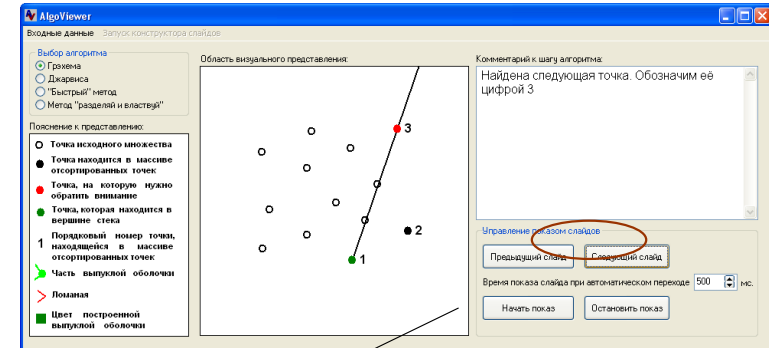 AlgoViewer
Входные данные Запуск конструктора слайдов
Выбор алгоритма
Грэхема
Джарвиса
"Быстрый" метод
Метод "разделяй и властвуй"
Пояснение к представлению:
Точка исходного множества
Точка находится в массиве
отсортированных точек
Точка, на которую нужно
обратить внимание
Точка, которая находится в
вершине стека
1 Порядковый номер точки,
находящейся в массиве
отсортированных точек
Часть выпуклой оболочки
Ломаная
Цвет построенной
выпуклой оболочки
Область визуального представления:
3
2
1
Комментарий к шагу алгоритма:
Найдена следующая точка. Обозначим её
цифрой 3
Управление показом слайдов
Предыдущий слайд Следующий слайд
Время показа слайда при автоматическом переходе 500 мс.
Начать показ Остановить показ